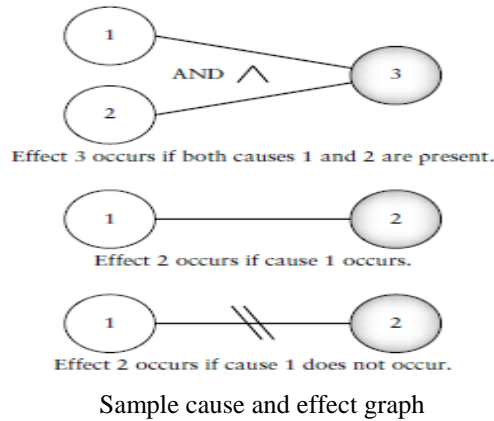 1
AND ∧
3
2
Effect 3 occurs if both causes 1 and 2 are present.
1
2
Effect 2 occurs if cause 1 occurs.
1
2
Effect 2 occurs if cause 1 does not occur.
Sample cause and effect graph